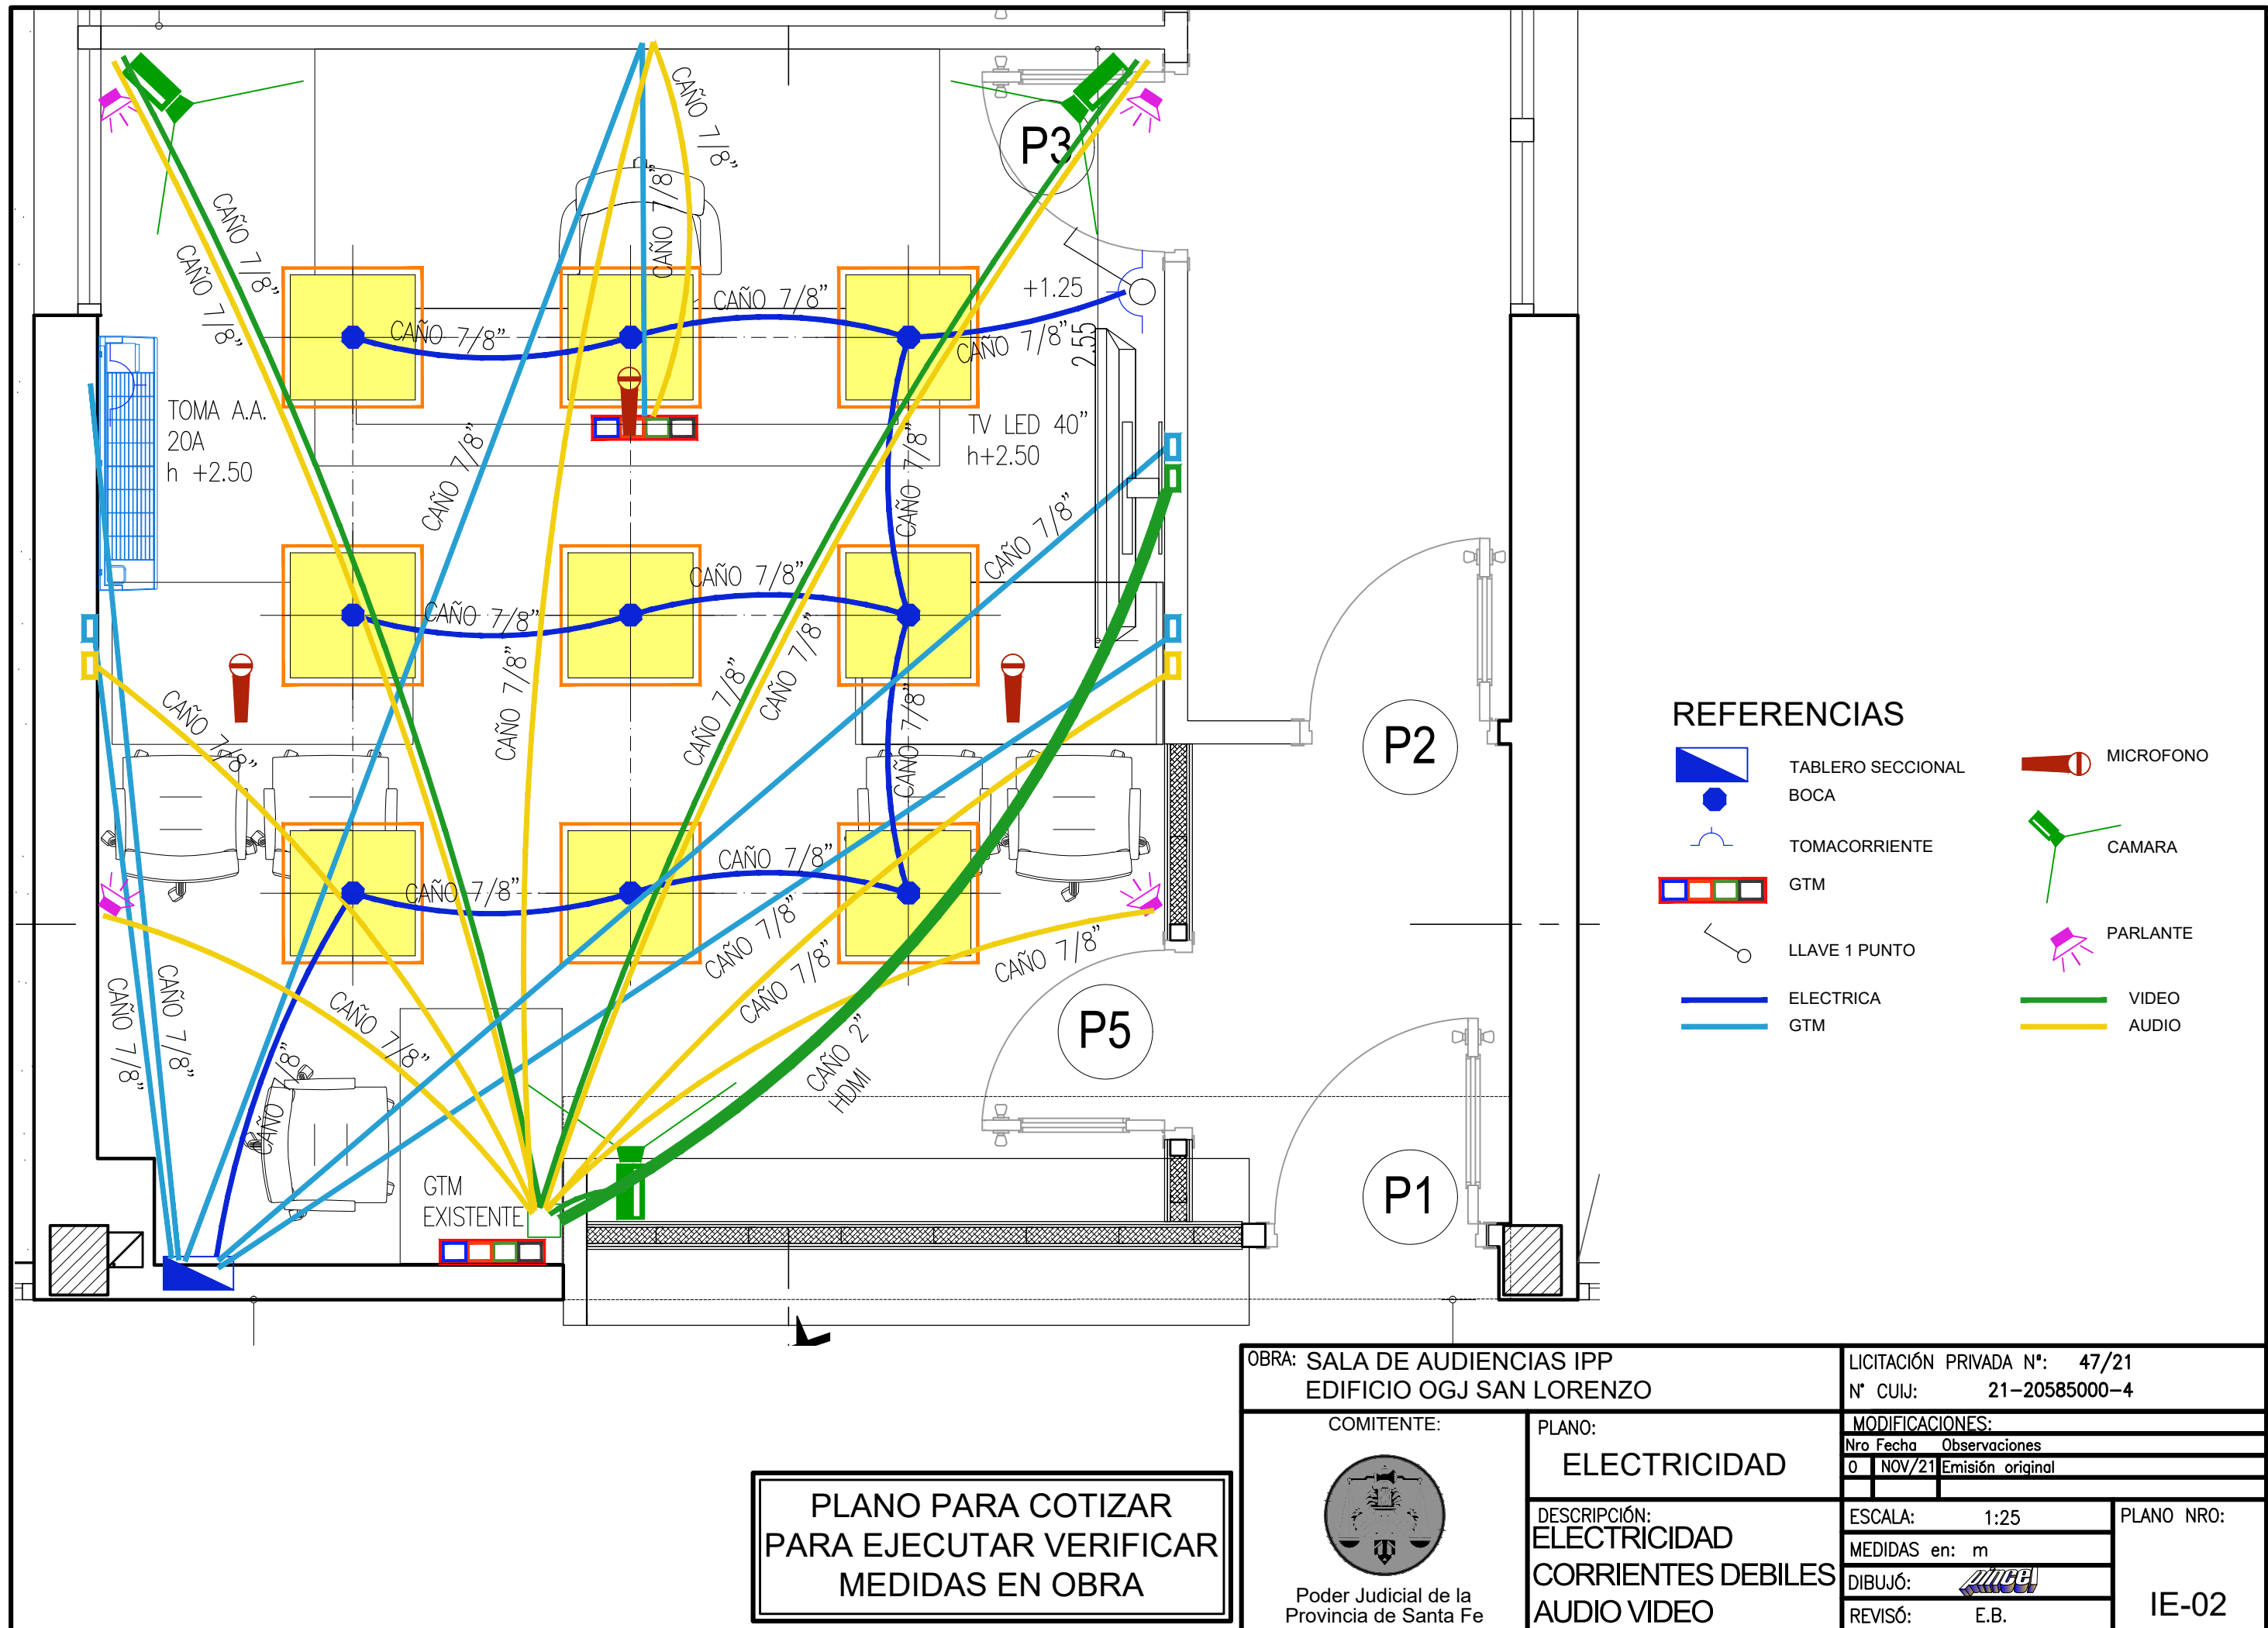 CAÑO 7/8"
P3
CAÑO 7/8"
CAÑO 7/8"
CAÑO 7/8"
+1.25
CAÑO 7/8"
CAÑO 7/8"
CAÑO 7/8"
2.55
TOMA A.A.
20A
h +2.50
CAÑO 7/8"
CAÑO 7/8"
TV LED 40"
h+2.50
CAÑO 7/8"
CAÑO 7/8"
CAÑO 7/8"
CAÑO 7/8"
CAÑO 7/8"
CAÑO 7/8"
CAÑO 7/8"
CAÑO 7/8"
CAÑO 7/8"
P2
CAÑO 7/8"
CAÑO 7/8"
CAÑO 7/8"
CAÑO 7/8"
CAÑO 7/8"
CAÑO 7/8"
CAÑO 7/8"
CAÑO 7/8"
CAÑO 7/8"
CAÑO 7/8"
P5
CAÑO 2"
HDMI
GTM
EXISTENTE
P1
REFERENCIAS
TABLERO SECCIONAL
BOCA
TOMACORRIENTE
GTM
LLAVE 1 PUNTO
ELECTRICA
GTM
MICROFONO
CAMARA
PARLANTE
VIDEO
AUDIO
PLANO PARA COTIZAR
PARA EJECUTAR VERIFICAR
MEDIDAS EN OBRA
OBRA: SALA DE AUDIENCIAS IPP
EDIFICIO OGJ SAN LORENZO
LICITACIÓN PRIVADA N°: 47/21
N° CUIJ: 21-20585000-4
COMITENTE:
Poder Judicial de la
Provincia de Santa Fe
PLANO:
ELECTRICIDAD
MODIFICACIONES:
Nro Fecha Observaciones
0 NOV/21 Emisión original
DESCRIPCIÓN:
ELECTRICIDAD
CORRIENTES DEBILES
AUDIO VIDEO
ESCALA: 1:25
MEDIDAS en: m
DIBUJÓ: pincel
REVISÓ: E.B.
PLANO NRO:
IE-02